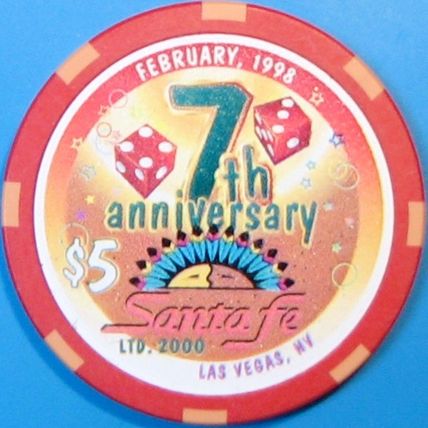 FEBRUARY, 1998
7th
anniversary
$5
Santa fe
LTD. 2000
LAS VEGAS, NV